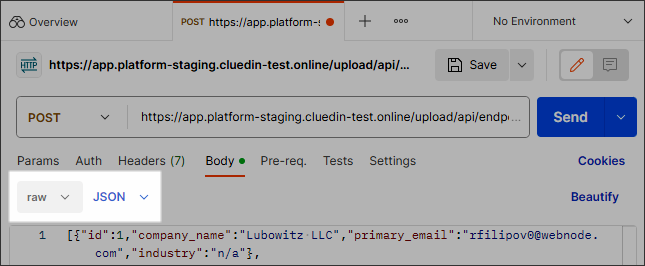 Overview
POST https://app.platform-s
No Environment
HTTP
https://app.platform-staging.cluedin-test.online/upload/api/...
Save
POST
https://app.platform-staging.cluedin-test.online/upload/api/endp...
Send
Params Auth Headers (7) Body Pre-req. Tests Settings Cookies
raw JSON Beautify
1 [{"id":1,"company_name":"Lubowitz-LLC","primary_email":"rfilipov0@webnode.
com","industry":"n/a"},